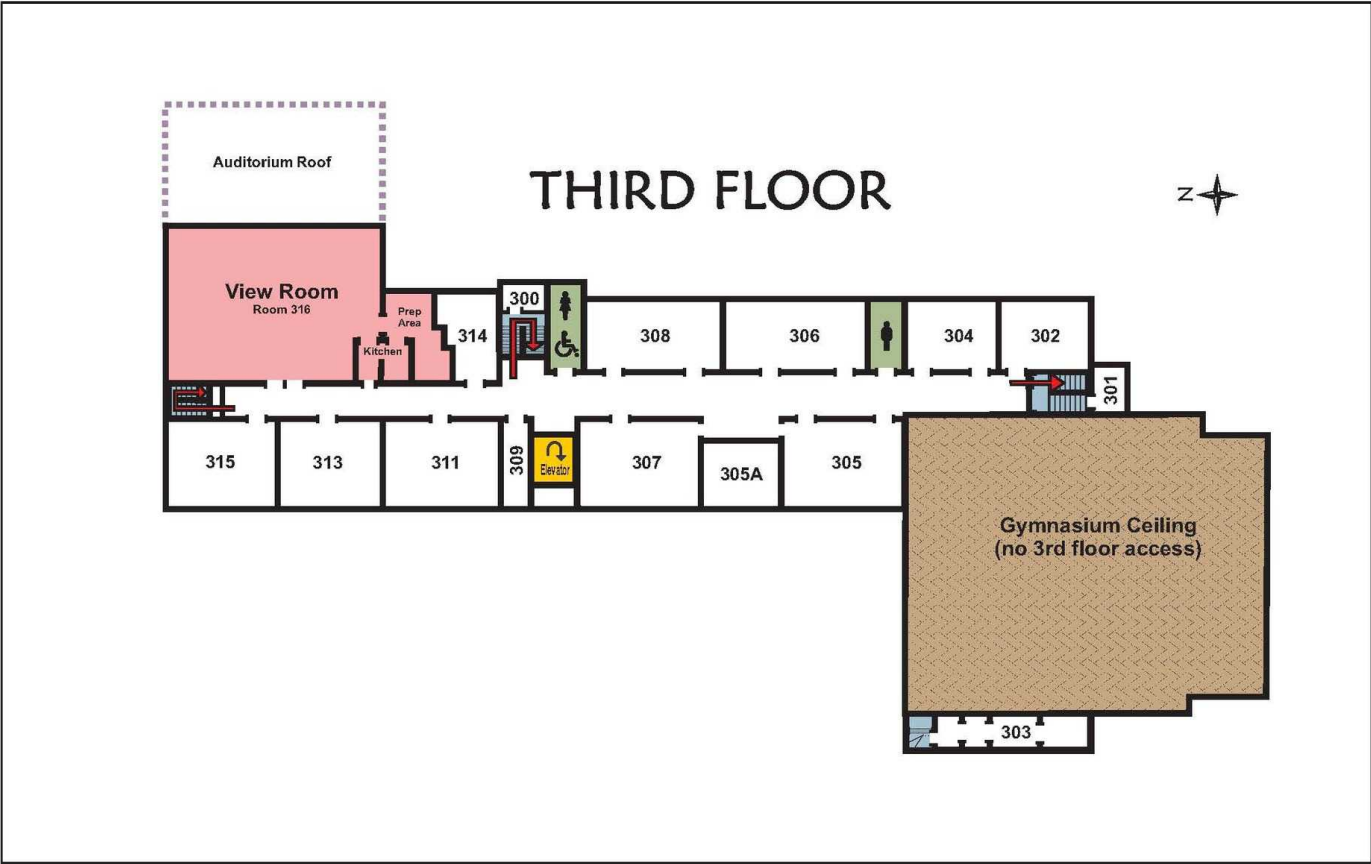 THIRD FLOOR
N
Auditorium Roof
View Room
Room 316
Prep
Area
Kitchen
314
300
308
306
304
302
301
315
313
311
309
Elevator
307
305A
305
Gymnasium Ceiling
(no 3rd floor access)
303